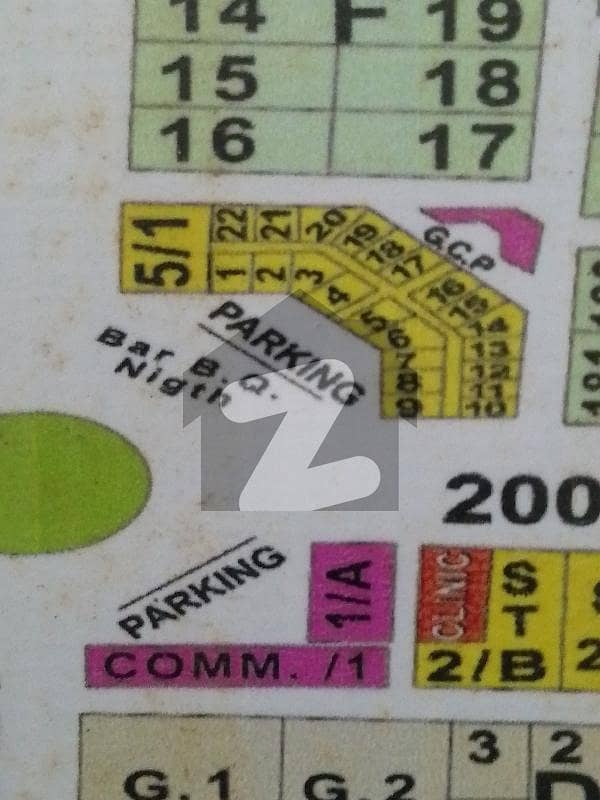 14 F 19
15 18
16 17
5/1
22 21 20 19 18 17
G.C.P
16 15 14
1 2 3 4 5 6 7 8 9
13
12
11
10
PARKING
Bar B. Q.
Nigth
Z
200
PARKING
1/A
CLINIC
ST
COMM. /1
2/B
2
G.1 G.2 3 2
D